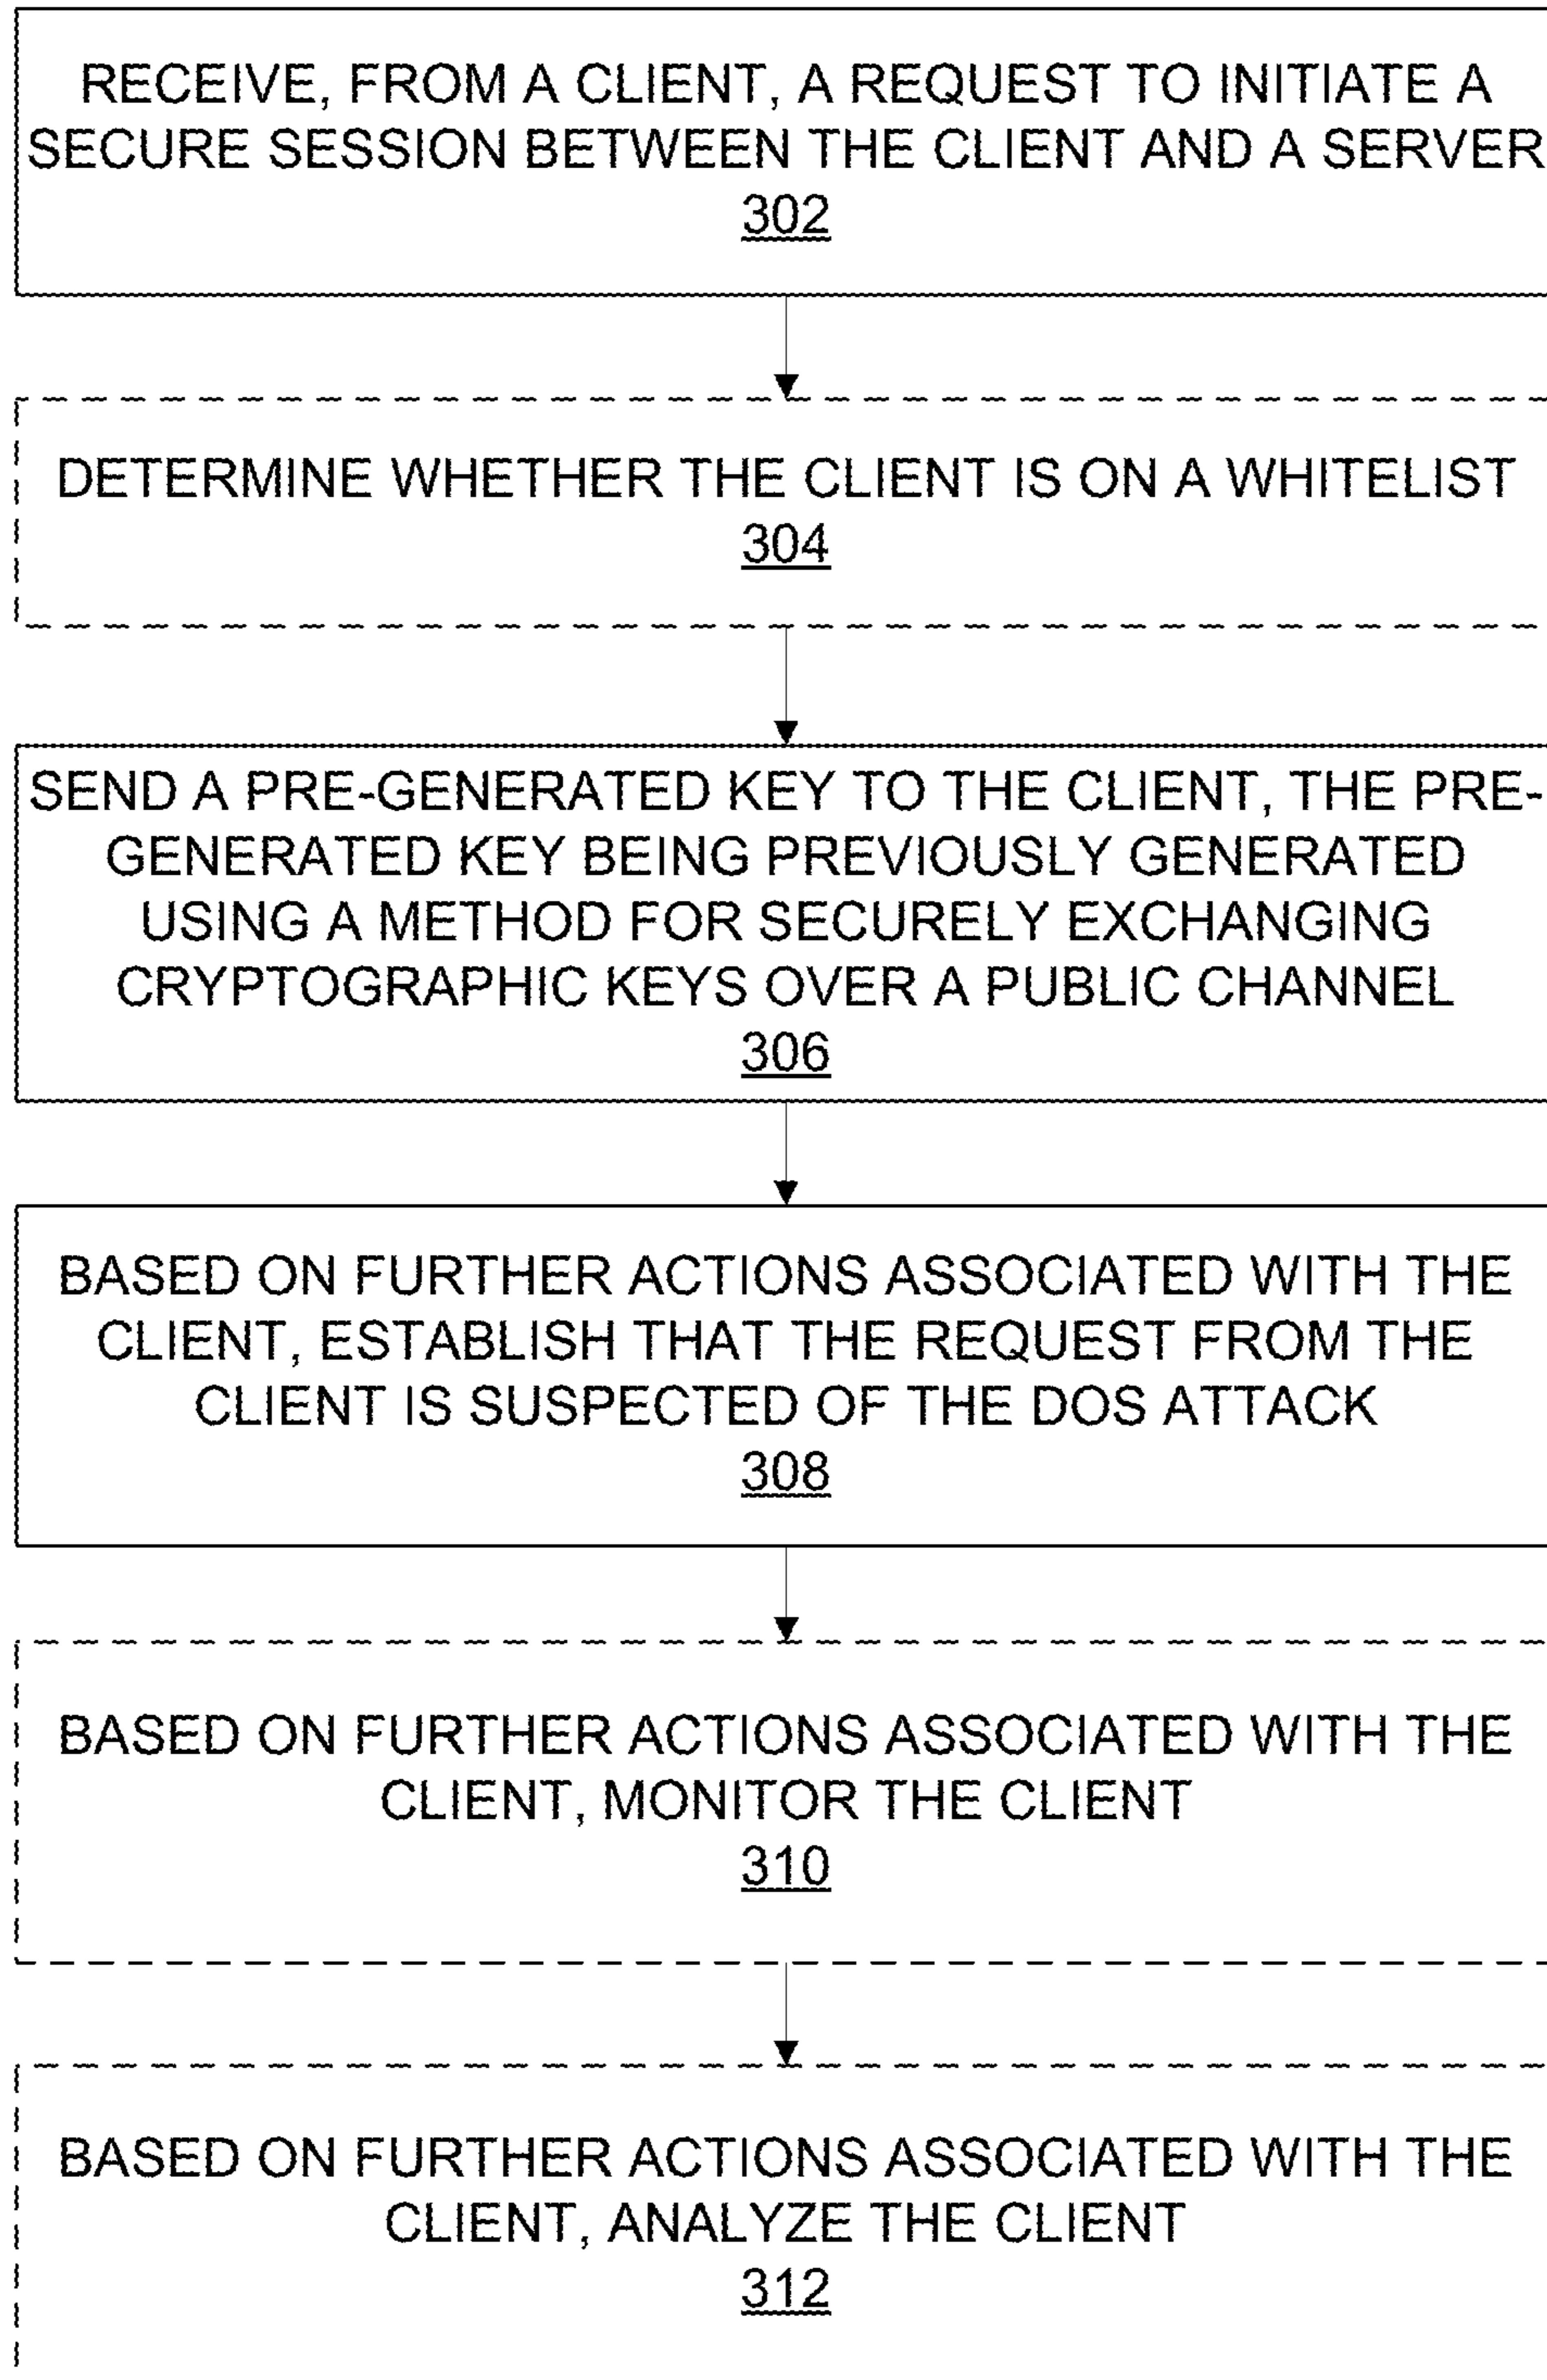 RECEIVE, FROM A CLIENT, A REQUEST TO INITIATE A
SECURE SESSION BETWEEN THE CLIENT AND A SERVER
302
DETERMINE WHETHER THE CLIENT IS ON A WHITELIST
304
SEND A PRE-GENERATED KEY TO THE CLIENT, THE PRE-
GENERATED KEY BEING PREVIOUSLY GENERATED
USING A METHOD FOR SECURELY EXCHANGING
CRYPTOGRAPHIC KEYS OVER A PUBLIC CHANNEL
306
BASED ON FURTHER ACTIONS ASSOCIATED WITH THE
CLIENT, ESTABLISH THAT THE REQUEST FROM THE
CLIENT IS SUSPECTED OF THE DOS ATTACK
308
BASED ON FURTHER ACTIONS ASSOCIATED WITH THE
CLIENT, MONITOR THE CLIENT
310
BASED ON FURTHER ACTIONS ASSOCIATED WITH THE
CLIENT, ANALYZE THE CLIENT
312